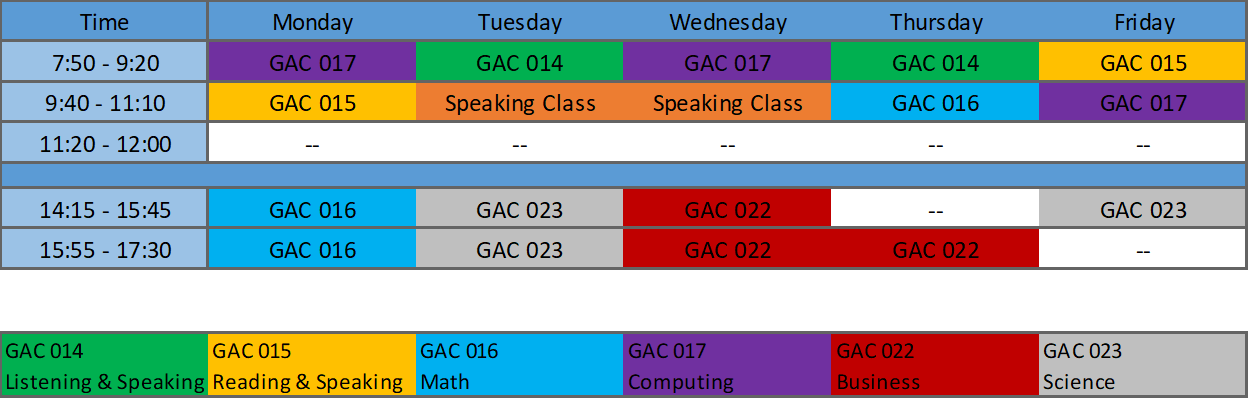 Time Monday Tuesday Wednesday Thursday Friday
7:50 - 9:20 GAC 017 GAC 014 GAC 017 GAC 014 GAC 015
9:40 - 11:10 GAC 015 Speaking Class Speaking Class GAC 016 GAC 017
11:20 - 12:00 -- -- -- -- --
14:15 - 15:45 GAC 016 GAC 023 GAC 022 -- GAC 023
15:55 - 17:30 GAC 016 GAC 023 GAC 022 GAC 022 --
GAC 014 GAC 015 GAC 016 GAC 017 GAC 022 GAC 023
Listening & Speaking Reading & Speaking Math Computing Business Science